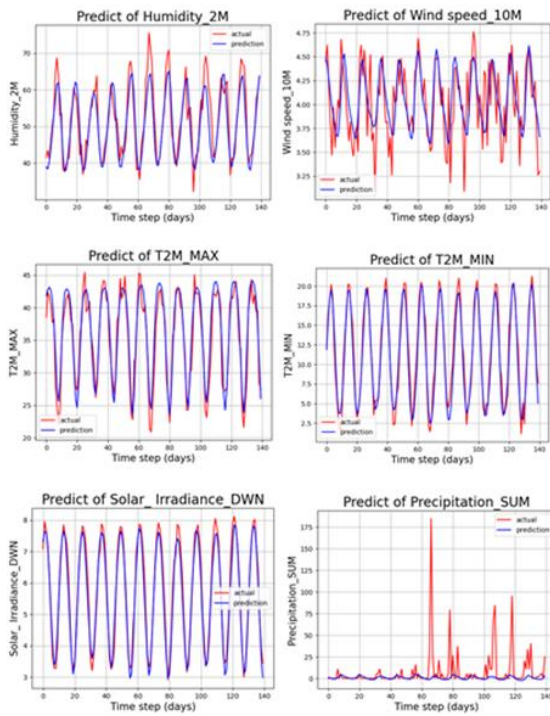 Predict of Humidity_2M
actual
prediction
Humidity_2M
70
60
50
40
0 20 40 60 80 100 120 140
Time step (days)
Predict of Wind speed_10M
Wind speed_10M
4.75
4.50
4.25
4.00
3.75
3.50
3.25
actual
prediction
0 20 40 60 80 100 120 140
Time step (days)
Predict of T2M_MAX
T2M_MAX
45
40
35
30
25
20
actual
prediction
0 20 40 60 80 100 120 140
Time step (days)
Predict of T2M_MIN
T2M_MIN
20.0
17.5
15.0
12.5
10.0
7.5
5.0
2.5
actual
prediction
0 20 40 60 80 100 120 140
Time step (days)
Predict of Solar_ Irradiance_DWN
Solar_ Irradiance_DWN
8
7
6
5
4
3
actual
prediction
0 20 40 60 80 100 120 140
Time step (days)
Predict of Precipitation_SUM
actual
prediction
Precipitation_SUM
175
150
125
100
75
50
25
0
0 20 40 60 80 100 120 140
Time step (days)